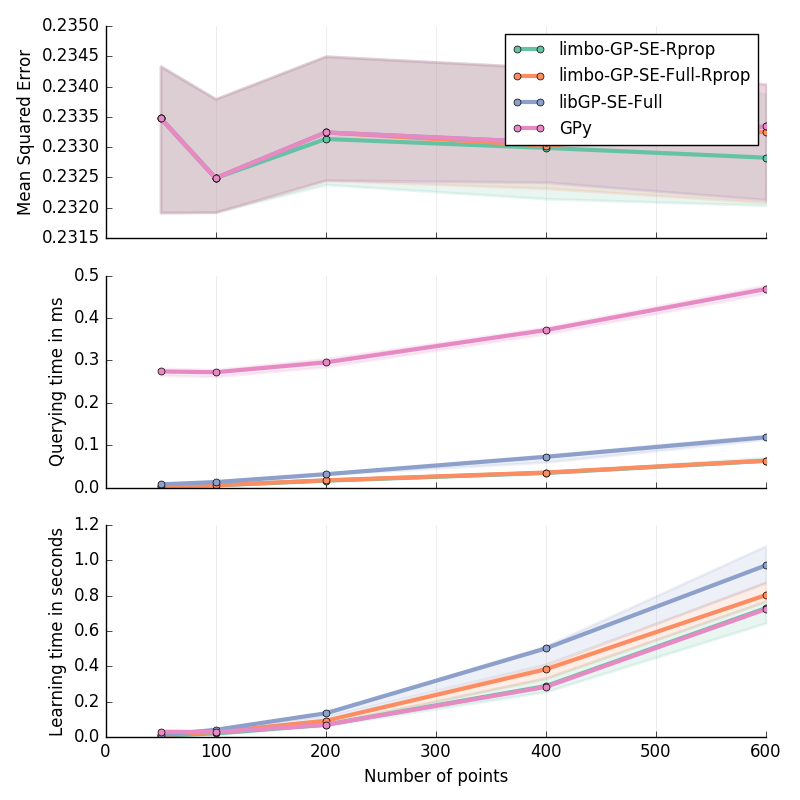 0.2350
0.2345
0.2340
0.2335
0.2330
0.2325
0.2320
0.2315
Mean Squared Error
limbo-GP-SE-Rprop
limbo-GP-SE-Full-Rprop
libGP-SE-Full
GPy
0.5
0.4
0.3
0.2
0.1
0.0
Querying time in ms
1.2
1.0
0.8
0.6
0.4
0.2
0.0
Learning time in seconds
0 100 200 300 400 500 600
Number of points